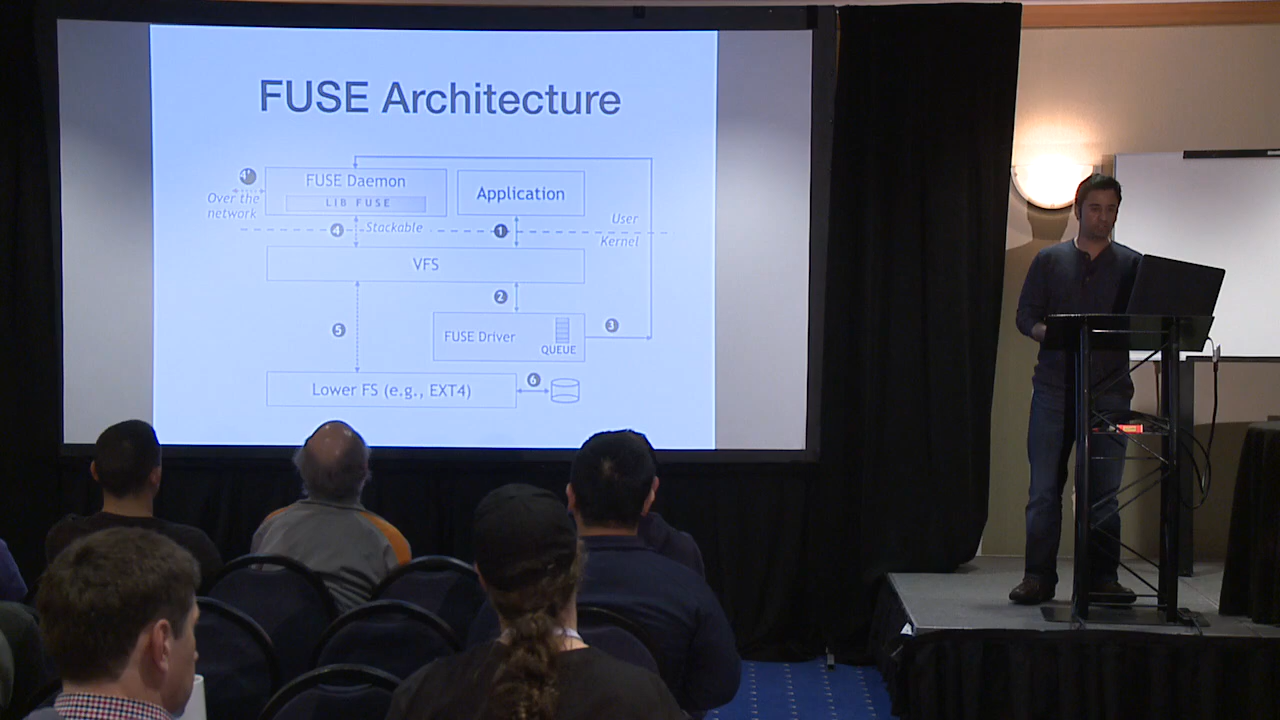 FUSE Architecture
1'
FUSE Daemon
LIB FUSE
Application
Over the
network
User
4
Stackable
1
Kernel
VFS
2
5
FUSE Driver
QUEUE
3
Lower FS (e.g., EXT4)
6